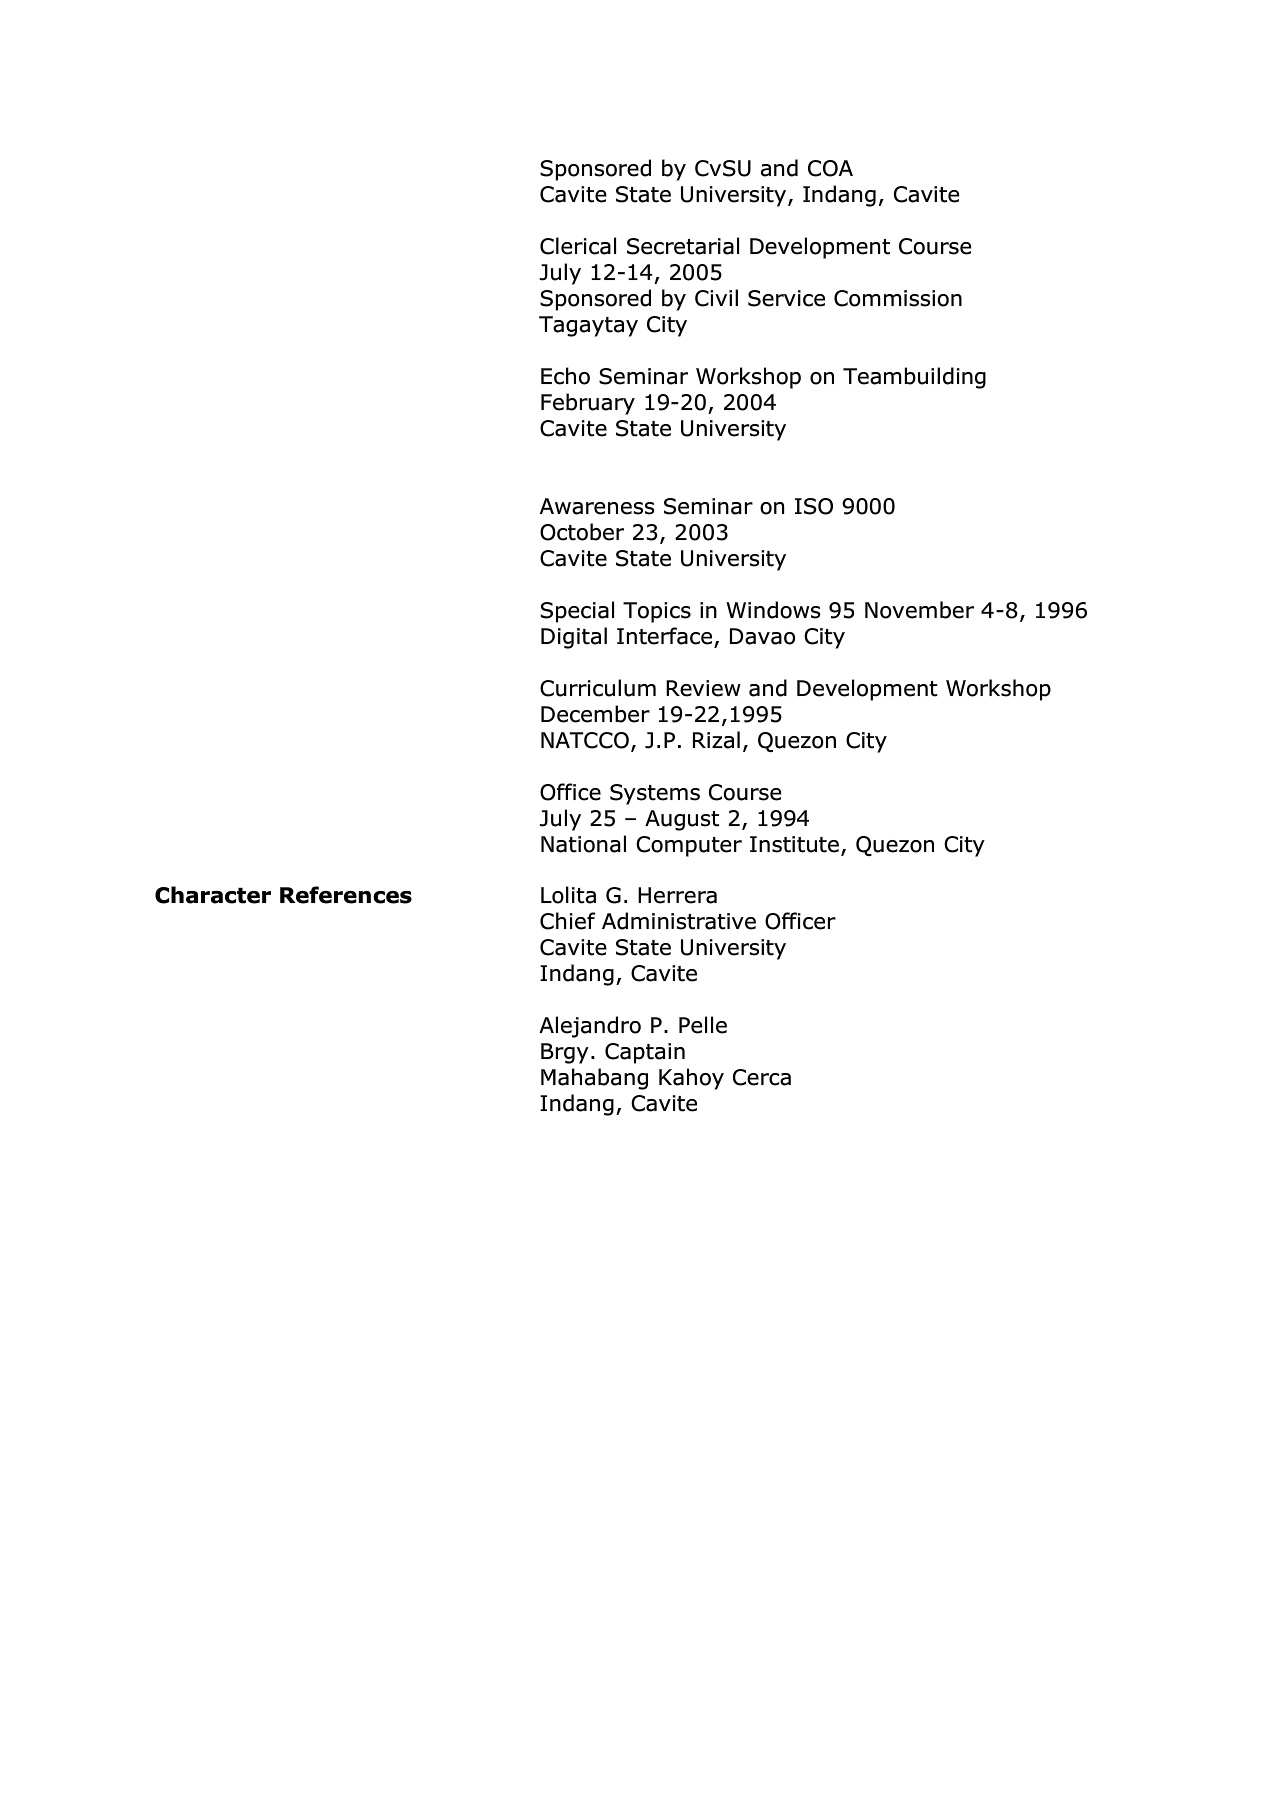 Sponsored by CvSU and COA
Cavite State University, Indang, Cavite
Clerical Secretarial Development Course
July 12-14, 2005
Sponsored by Civil Service Commission
Tagaytay City
Echo Seminar Workshop on Teambuilding
February 19-20, 2004
Cavite State University
Awareness Seminar on ISO 9000
October 23, 2003
Cavite State University
Special Topics in Windows 95 November 4-8, 1996
Digital Interface, Davao City
Curriculum Review and Development Workshop
December 19-22,1995
NATCCO, J.P. Rizal, Quezon City
Office Systems Course
July 25 – August 2, 1994
National Computer Institute, Quezon City
Character References Lolita G. Herrera
Chief Administrative Officer
Cavite State University
Indang, Cavite
Alejandro P. Pelle
Brgy. Captain
Mahabang Kahoy Cerca
Indang, Cavite